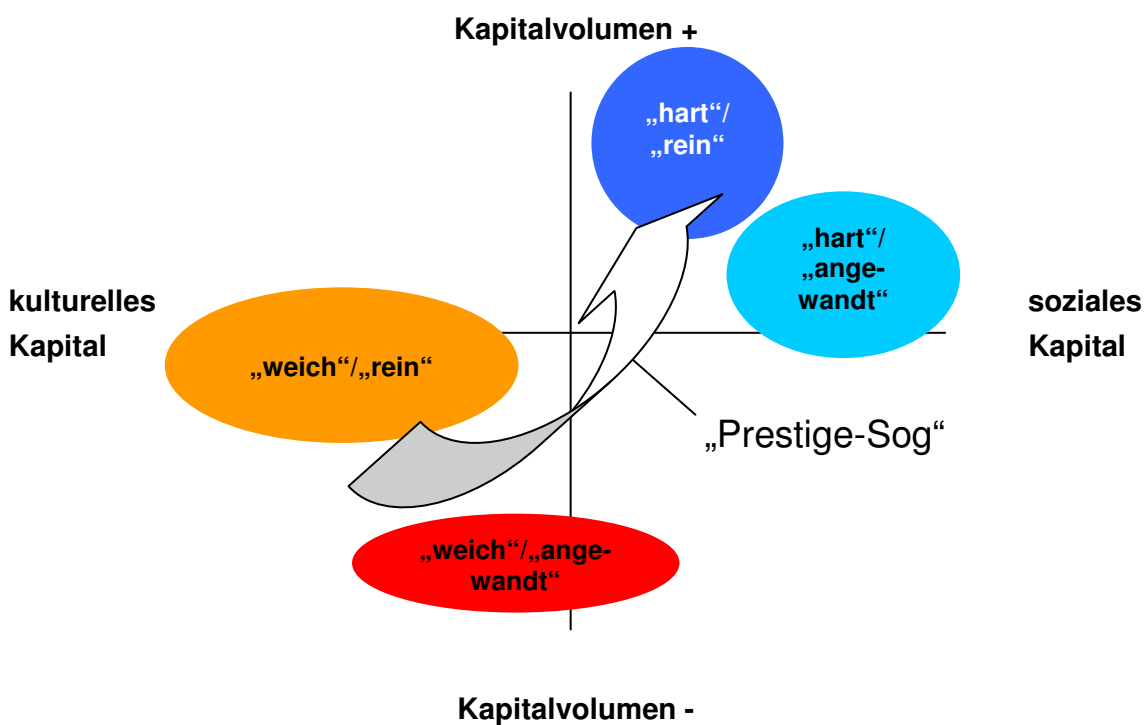 Kapitalvolumen +
„hart“/
„rein“
„hart“/
„ange-
wandt“
kulturelles
Kapital
soziales
Kapital
„weich“/„rein“
„Prestige-Sog“
„weich“/„ange-
wandt“
Kapitalvolumen -